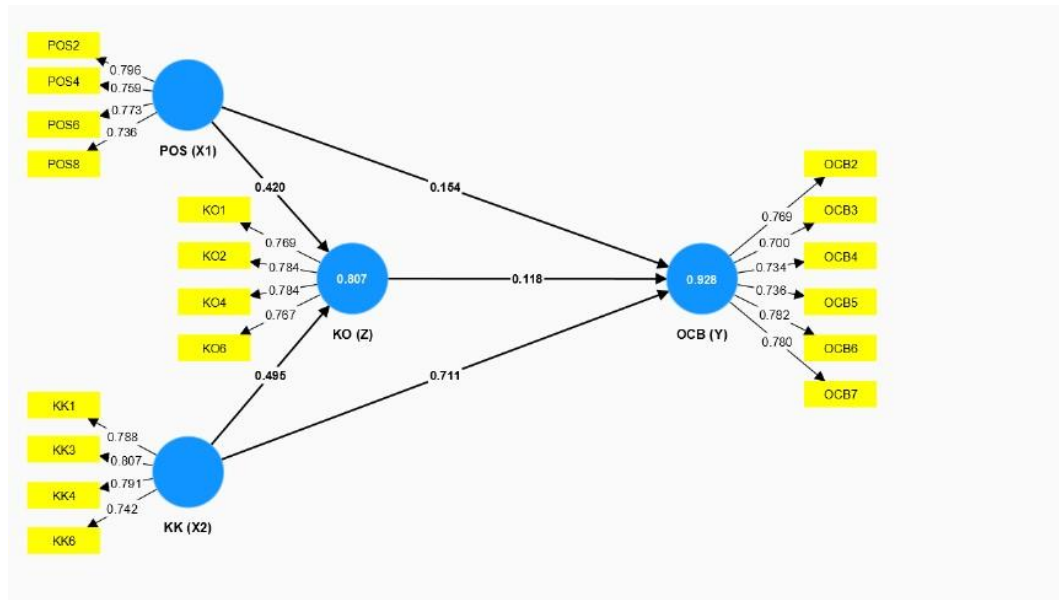 POS2
0.796
POS4
0.759
POS6
0.773
0.736
POS8
POS (X1)
0.420
0.154
KO1
0.769
KO2
0.784
KO4
0.784
KO6
0.767
0.807
KO (Z)
0.118
0.495
0.711
KK1
0.788
KK3
0.807
KK4
0.791
0.742
KK6
KK (X2)
0.928
OCB (Y)
OCB2
0.769
OCB3
0.700
OCB4
0.734
OCB5
0.736
OCB6
0.782
OCB7
0.780